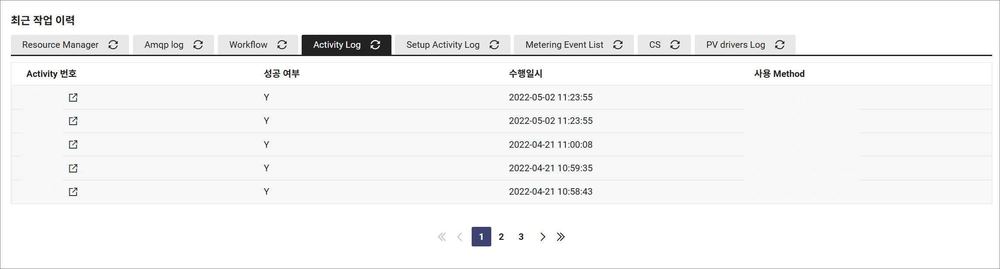 최근 작업 이력
Resource Manager Amqp log Workflow Activity Log Setup Activity Log Metering Event List CS PV drivers Log
Activity 번호 성공 여부 수행일시 사용 Method
Y 2022-05-02 11:23:55
Y 2022-05-02 11:23:55
Y 2022-04-21 11:00:08
Y 2022-04-21 10:59:35
Y 2022-04-21 10:58:43
1 2 3